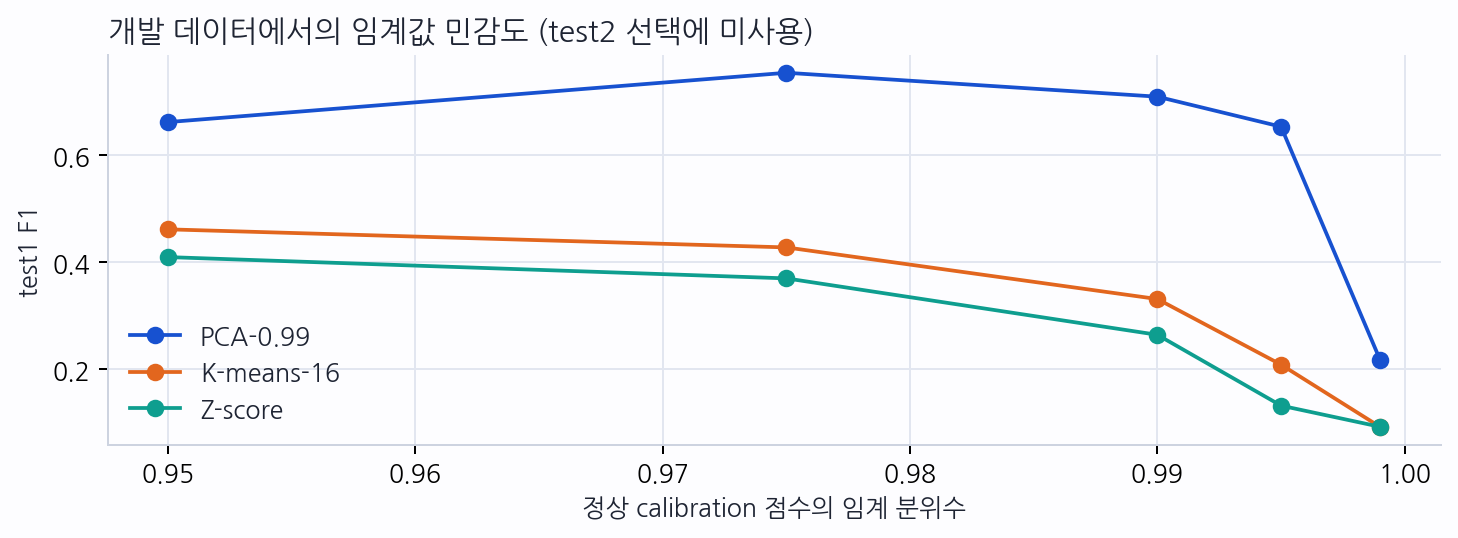 개발 데이터에서의 임계값 민감도 (test2 선택에 미사용)
test1 F1
0.6
0.4
0.2
PCA-0.99
K-means-16
Z-score
0.95
0.96
0.97
0.98
0.99
1.00
정상 calibration 점수의 임계 분위수